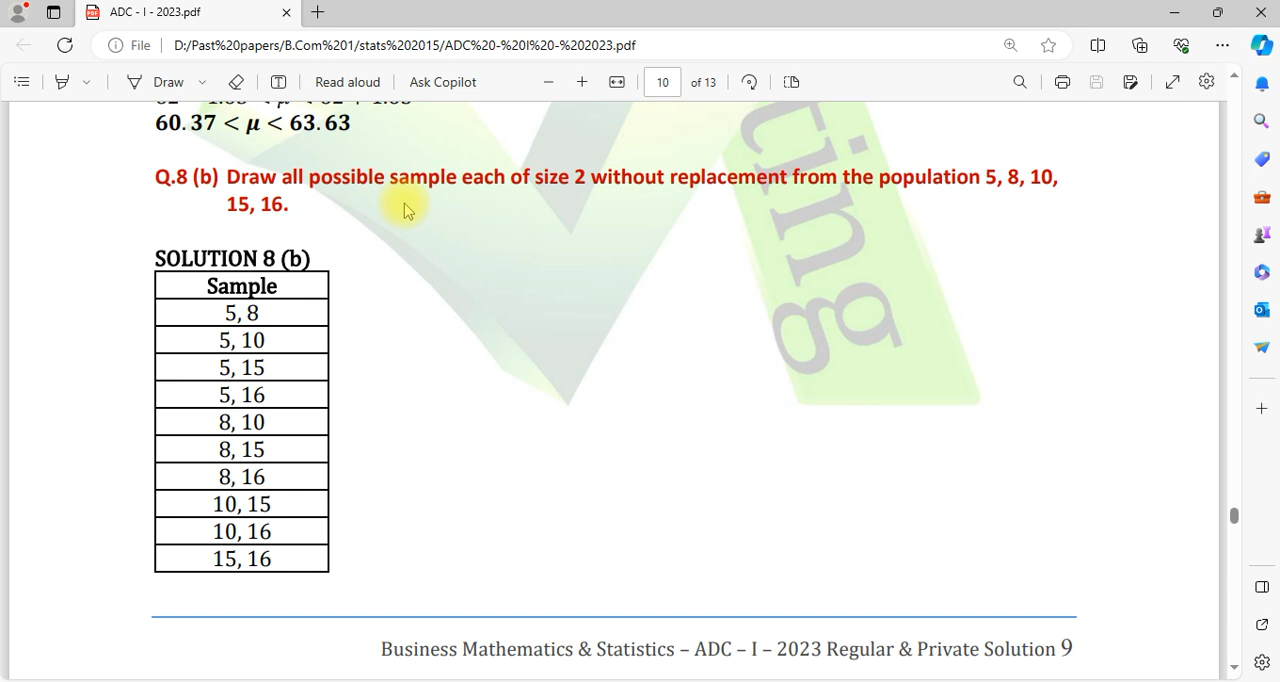 ADC - I - 2023.pdf
File D:/Past%20papers/B.Com%201/stats%202015/ADC%20-%20I%20-%202023.pdf
Draw Read aloud Ask Copilot 10 of 13
60.37 < μ < 63.63
Q.8 (b) Draw all possible sample each of size 2 without replacement from the population 5, 8, 10,
15, 16.
SOLUTION 8 (b)
Sample
5, 8
5, 10
5, 15
5, 16
8, 10
8, 15
8, 16
10, 15
10, 16
15, 16
ting
Business Mathematics & Statistics – ADC – I – 2023 Regular & Private Solution 9